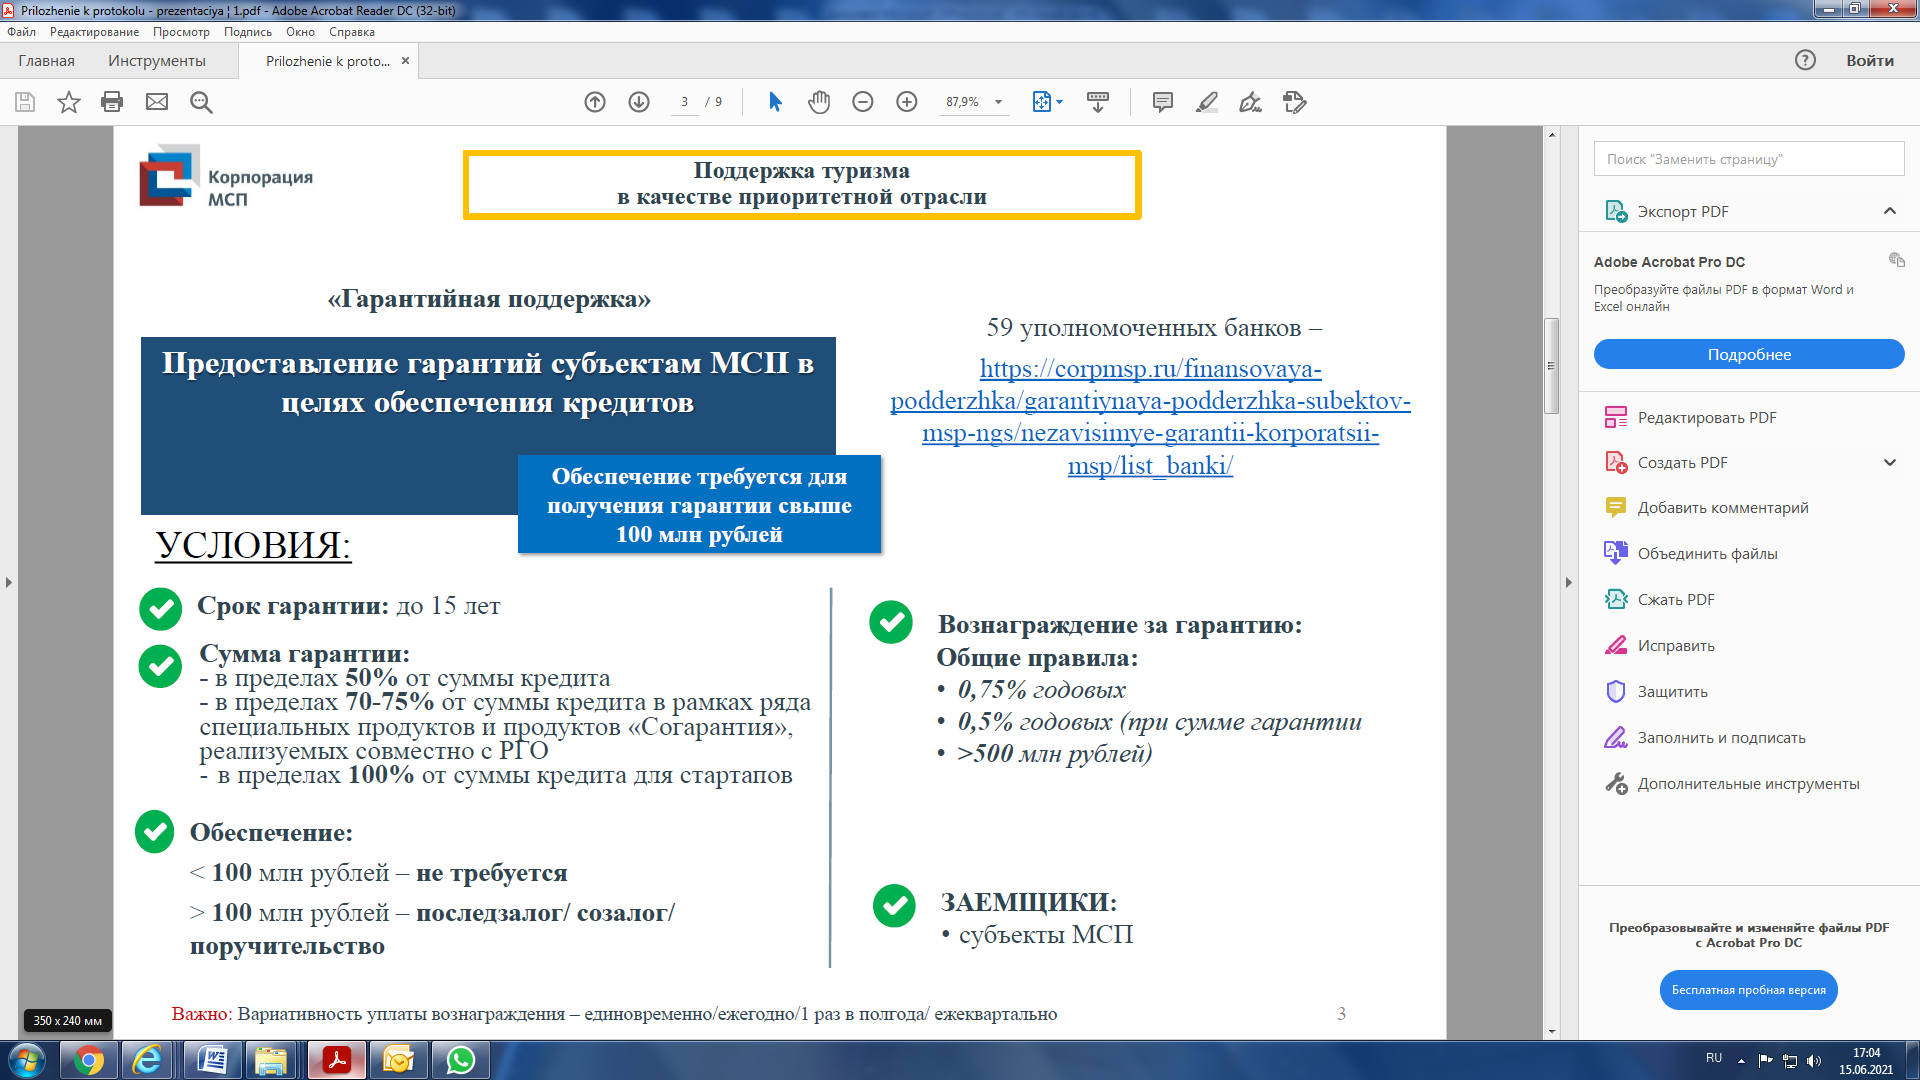 Prilozhenie k protokolu - prezentaciya ¦ 1.pdf - Adobe Acrobat Reader DC (32-bit)
Файл Редактирование Просмотр Подпись Окно Справка
Главная Инструменты Prilozhenie k proto... × Войти
3 / 9 87,9%
Корпорация
МСП
Поддержка туризма
в качестве приоритетной отрасли
«Гарантийная поддержка»
Предоставление гарантий субъектам МСП в
целях обеспечения кредитов
Обеспечение требуется для
получения гарантии свыше
100 млн рублей
59 уполномоченных банков –
https://corpmsp.ru/finansovaya-
podderzhka/garantiynaya-podderzhka-subektov-
msp-ngs/nezavisimye-garantii-korporatsii-
msp/list_banki/
УСЛОВИЯ:
Срок гарантии: до 15 лет
Сумма гарантии:
- в пределах 50% от суммы кредита
- в пределах 70-75% от суммы кредита в рамках ряда
специальных продуктов и продуктов «Согарантия»,
реализуемых совместно с РГО
- в пределах 100% от суммы кредита для стартапов
Обеспечение:
< 100 млн рублей – не требуется
> 100 млн рублей – последзалог/ созалог/
поручительство
Вознаграждение за гарантию:
Общие правила:
• 0,75% годовых
• 0,5% годовых (при сумме гарантии
• >500 млн рублей)
ЗАЕМЩИКИ:
• субъекты МСП
Важно: Вариативность уплаты вознаграждения – единовременно/ежегодно/1 раз в полгода/ ежеквартально
3
350 x 240 мм
Поиск "Заменить страницу"
Экспорт PDF
Adobe Acrobat Pro DC
Преобразуйте файлы PDF в формат Word и
Excel онлайн
Подробнее
Редактировать PDF
Создать PDF
Добавить комментарий
Объединить файлы
Сжать PDF
Исправить
Защитить
Заполнить и подписать
Дополнительные инструменты
Преобразовывайте и изменяйте файлы PDF
с Acrobat Pro DC
Бесплатная пробная версия
RU
17:04
15.06.2021